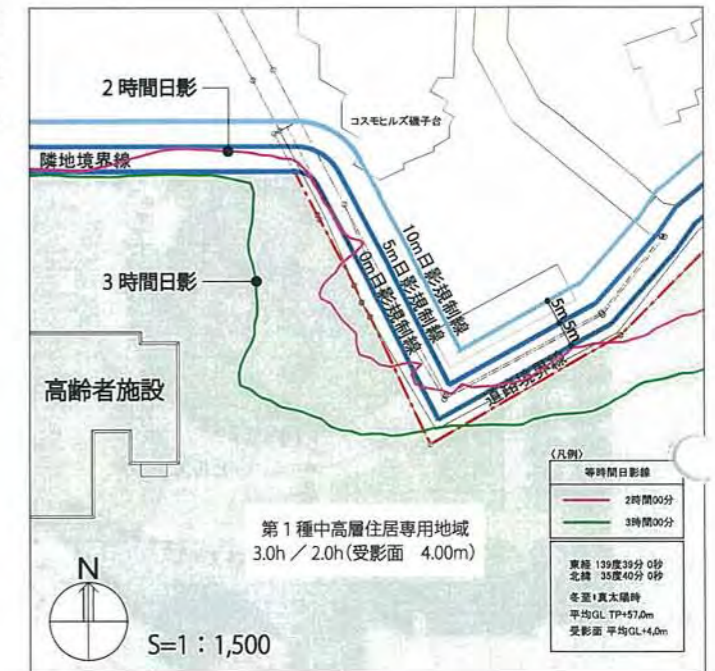 2時間日影
コスモヒルズ磯子台
隣地境界線
10m日影規制線
5m日影規制線
0m日影規制線
3時間日影
5m 5m
道路境界線
高齢者施設
〈凡例〉
等時間日影線
2時間00分
3時間00分
第1種中高層住居専用地域
3.0h／2.0h(受影面 4.00m)
東経 139度39分 0秒
北緯 35度40分 0秒
冬至1真太陽時
平均GL TP+57.0m
受影面 平均GL+4.0m
N
S=1：1,500